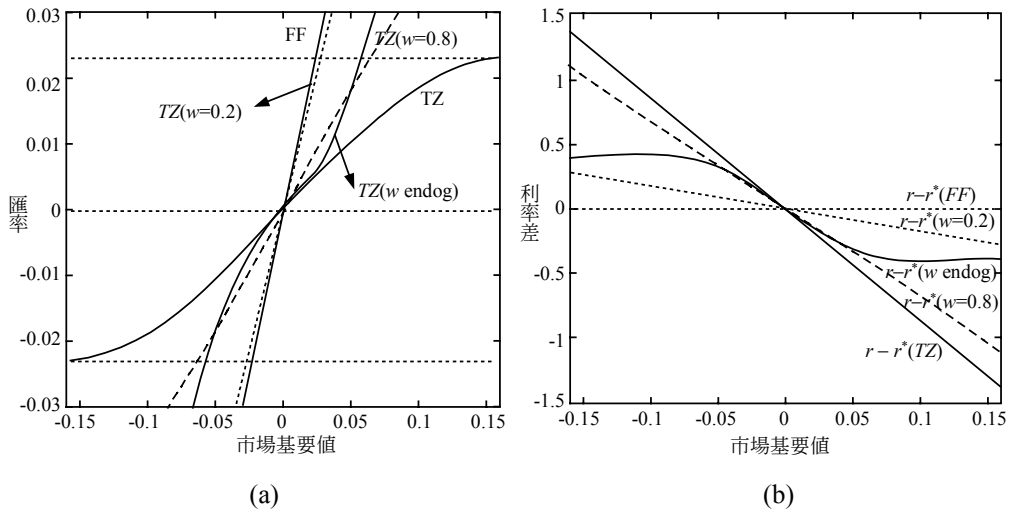 0.03
0.02
0.01
0
-0.01
-0.02
-0.03
匯率
-0.15
-0.1
-0.05
0
0.05
0.1
0.15
市場基要值
FF
TZ(w=0.8)
TZ(w=0.2)
TZ
TZ(w endog)
(a)
1.5
1
0.5
0
-0.5
-1
-1.5
利率差
-0.15
-0.1
-0.05
0
0.05
0.1
0.15
市場基要值
r–r*(FF)
r–r*(w=0.2)
r–r*(w endog)
r–r*(w=0.8)
r – r*(TZ)
(b)